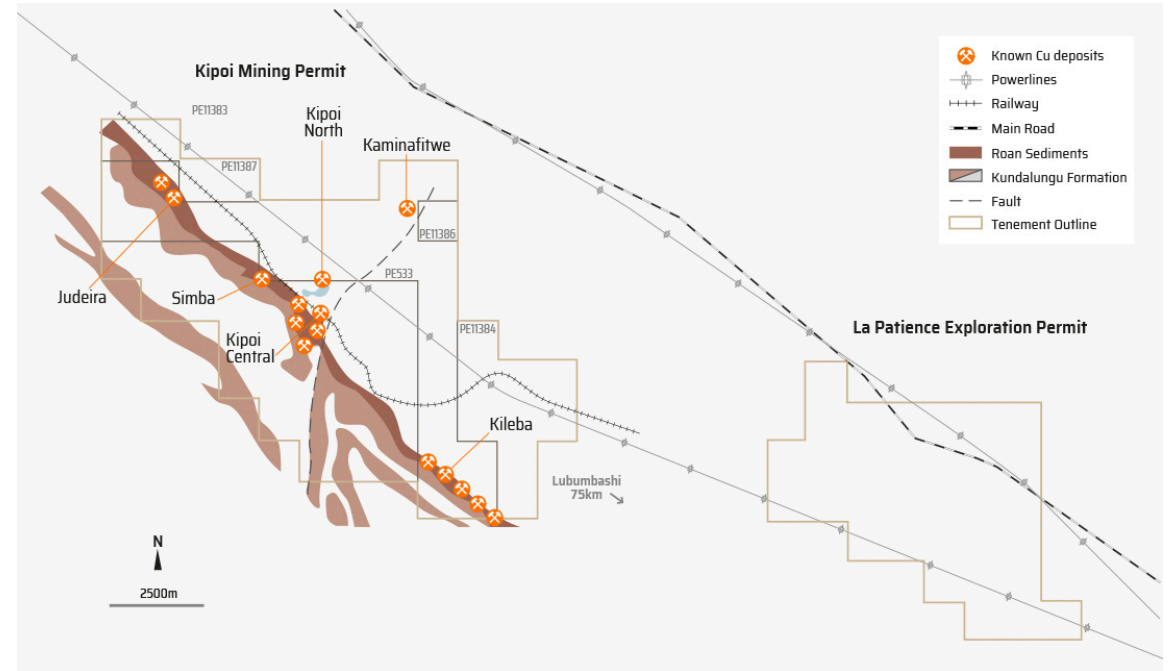 Kipoi Mining Permit
PE11383
Kipoi
North
Kaminafitwe
PE11387
PE11386
PE533
Judeira
Simba
Kipoi
Central
PE11384
Kileba
Lubumbashi
75km
La Patience Exploration Permit
N
2500m
Known Cu deposits
Powerlines
Railway
Main Road
Roan Sediments
Kundalungu Formation
Fault
Tenement Outline